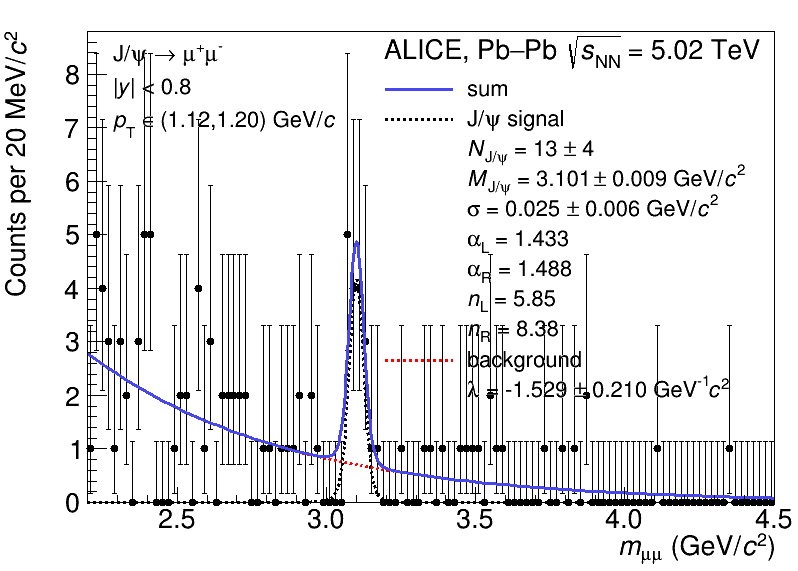 ALICE, Pb–Pb √s_NN = 5.02 TeV
J/ψ → μ⁺μ⁻
|y| < 0.8
p_T ∈ (1.12,1.20) GeV/c
sum
J/ψ signal
N_J/ψ = 13 ± 4
M_J/ψ = 3.101 ± 0.009 GeV/c²
σ = 0.025 ± 0.006 GeV/c²
α_L = 1.433
α_R = 1.488
n_L = 5.85
n_R = 8.38
background
λ = -1.529 ± 0.210 GeV⁻¹c²
Counts per 20 MeV/c²
8
7
6
5
4
3
2
1
0
2.5 3.0 3.5 4.0 4.5
m_μμ (GeV/c²)